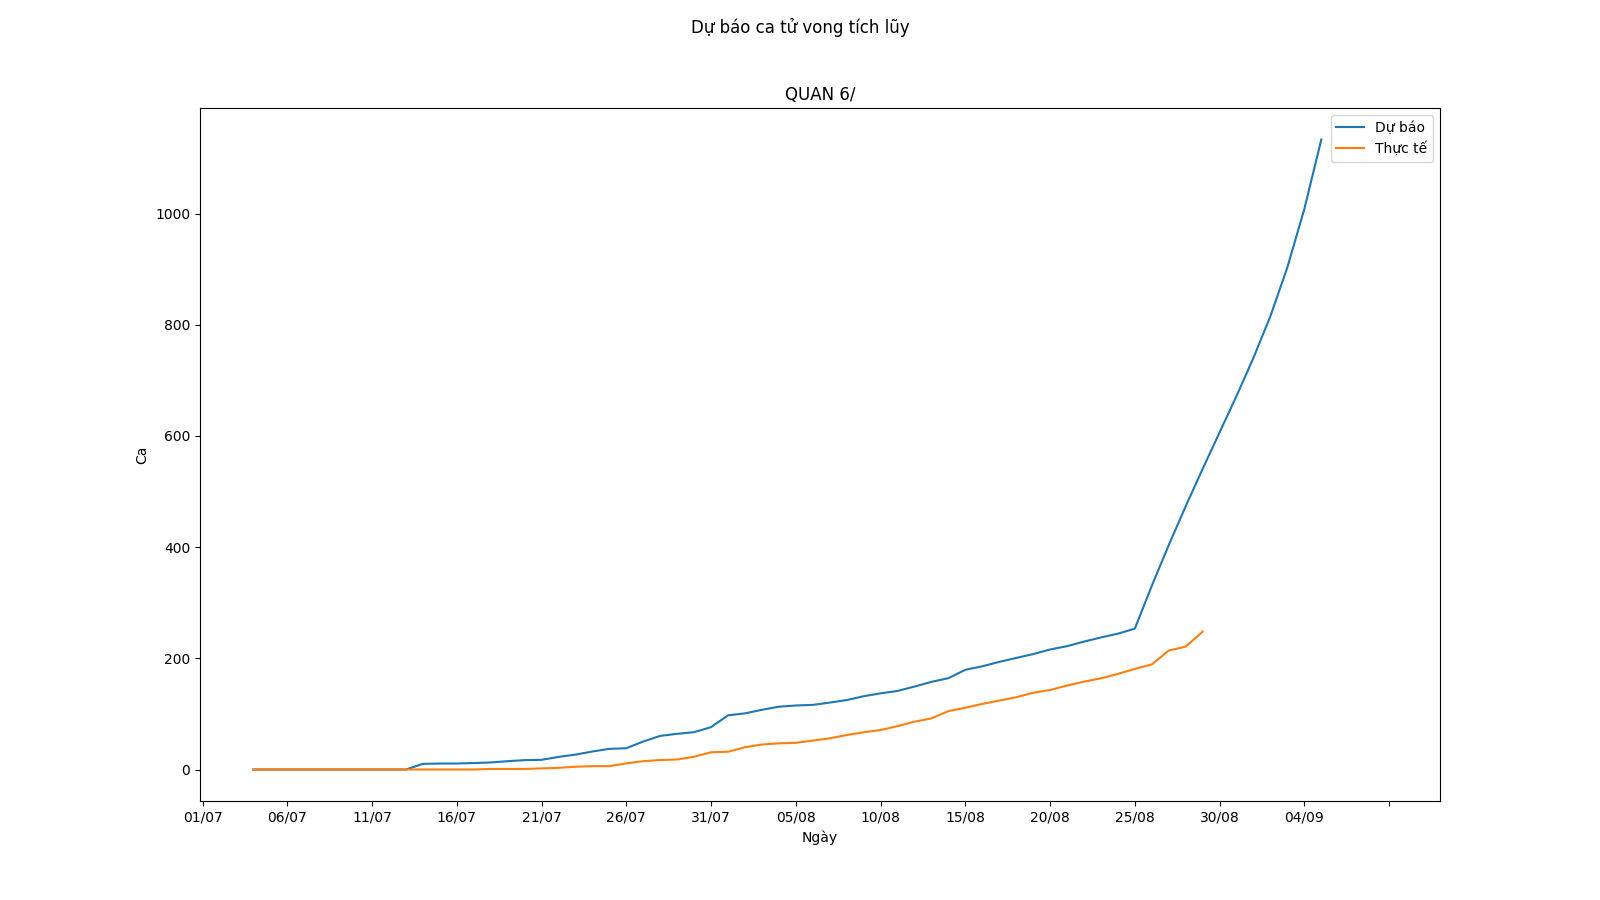 Dự báo ca tử vong tích lũy
QUAN 6/
Dự báo
Thực tế
1000
800
600
400
200
0
Ca
01/07 06/07 11/07 16/07 21/07 26/07 31/07 05/08 10/08 15/08 20/08 25/08 30/08 04/09
Ngày